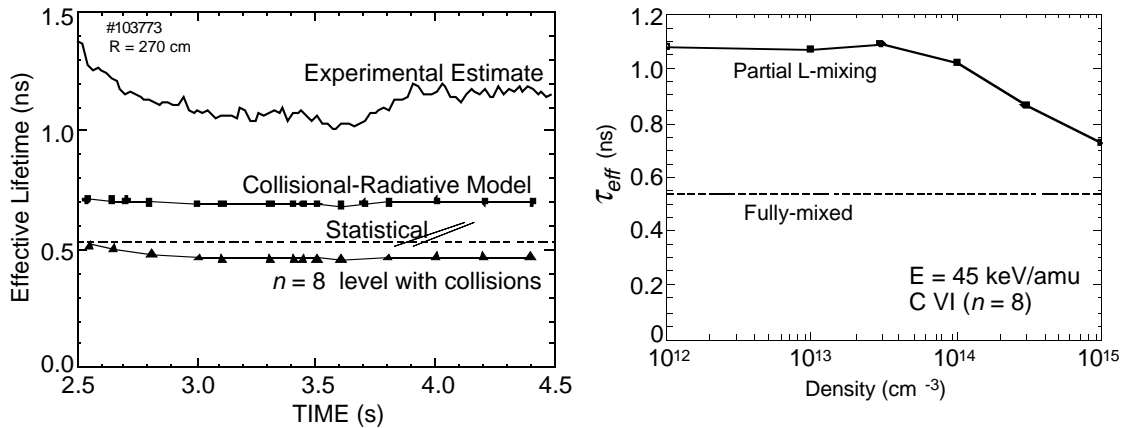 #103773
R = 270 cm
Experimental Estimate
Collisional-Radiative Model
Statistical
n = 8 level with collisions
Effective Lifetime (ns)
1.5
1.0
0.5
0.0
2.5 3.0 3.5 4.0 4.5
TIME (s)
Partial L-mixing
Fully-mixed
E = 45 keV/amu
C VI (n = 8)
τeff (ns)
1.2
1.0
0.8
0.6
0.4
0.2
0
10¹² 10¹³ 10¹⁴ 10¹⁵
Density (cm ⁻³)